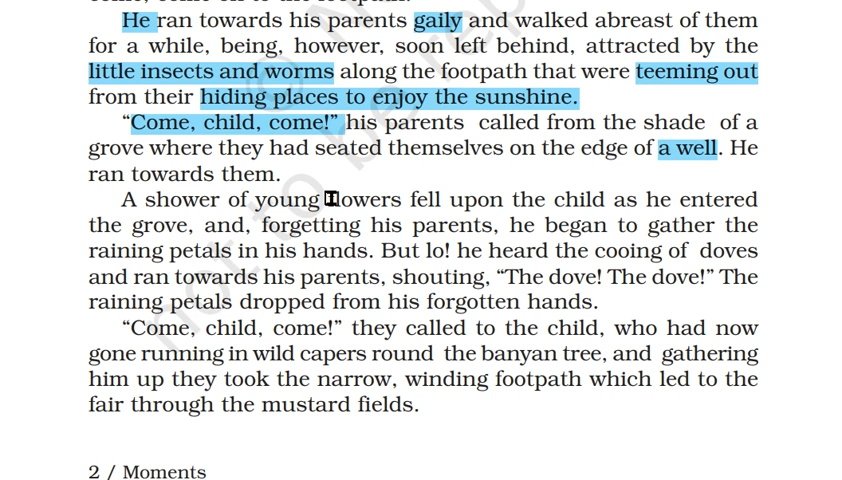 He ran towards his parents gaily and walked abreast of them
for a while, being, however, soon left behind, attracted by the
little insects and worms along the footpath that were teeming out
from their hiding places to enjoy the sunshine.
“Come, child, come!” his parents called from the shade of a
grove where they had seated themselves on the edge of a well. He
ran towards them.
A shower of young flowers fell upon the child as he entered
the grove, and, forgetting his parents, he began to gather the
raining petals in his hands. But lo! he heard the cooing of doves
and ran towards his parents, shouting, “The dove! The dove!” The
raining petals dropped from his forgotten hands.
“Come, child, come!” they called to the child, who had now
gone running in wild capers round the banyan tree, and gathering
him up they took the narrow, winding footpath which led to the
fair through the mustard fields.
2 / Moments
not to be rep